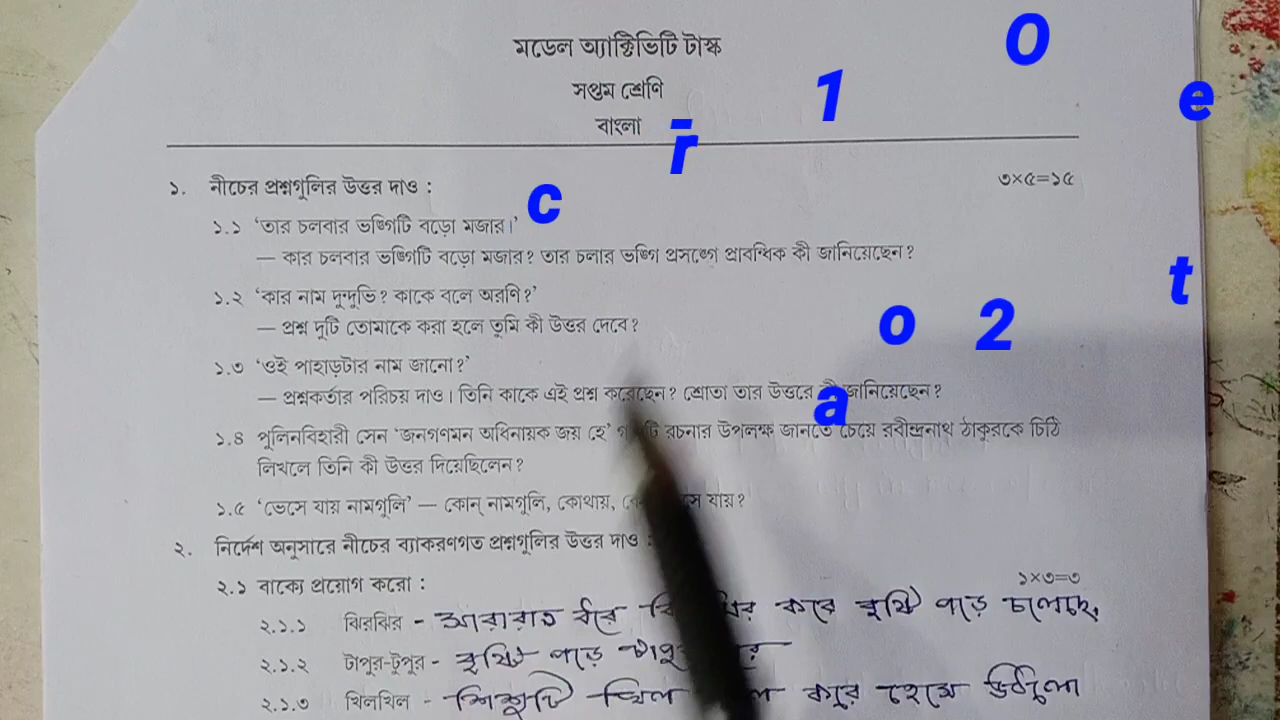 মডেল অ্যাক্টিভিটি টাস্ক
সপ্তম শ্রেণি
বাংলা
O
1
e
r̄
c
t
o
2
a
১. নীচের প্রশ্নগুলির উত্তর দাও : ৩×৫=১৫
১.১ ‘তার চলবার ভঙ্গিটি বড়ো মজার।’
— কার চলবার ভঙ্গিটি বড়ো মজার? তার চলার ভঙ্গি প্রসঙ্গে প্রাবন্ধিক কী জানিয়েছেন?
১.২ ‘কার নাম দুন্দুভি? কাকে বলে অরণি?’
— প্রশ্ন দুটি তোমাকে করা হলে তুমি কী উত্তর দেবে?
১.৩ ‘ওই পাহাড়টার নাম জানো?’
— প্রশ্নকর্তার পরিচয় দাও। তিনি কাকে এই প্রশ্ন করেছেন? শ্রোতা তার উত্তরে জানিয়েছেন?
১.৪ পুলিনবিহারী সেন ‘জনগণমন অধিনায়ক জয় হে’ রচনার উপলক্ষ জানতে চেয়ে রবীন্দ্রনাথ ঠাকুরকে চিঠি
লিখলে তিনি কী উত্তর দিয়েছিলেন?
১.৫ ‘ভেসে যায় নামগুলি’ — কোন্ নামগুলি, কোথায়, যায়?
২. নির্দেশ অনুসারে নীচের ব্যাকরণগত প্রশ্নগুলির উত্তর দাও :
২.১ বাক্যে প্রয়োগ করো : ১×৩=৩
২.১.১ ঝিরঝির - ধরে করে বৃষ্টি পড়ে চলেছে,
২.১.২ টাপুর-টুপুর - বৃষ্টি পড়ে
২.১.৩ খিলখিল - শিশুটি খিল করে হেসে উঠলো